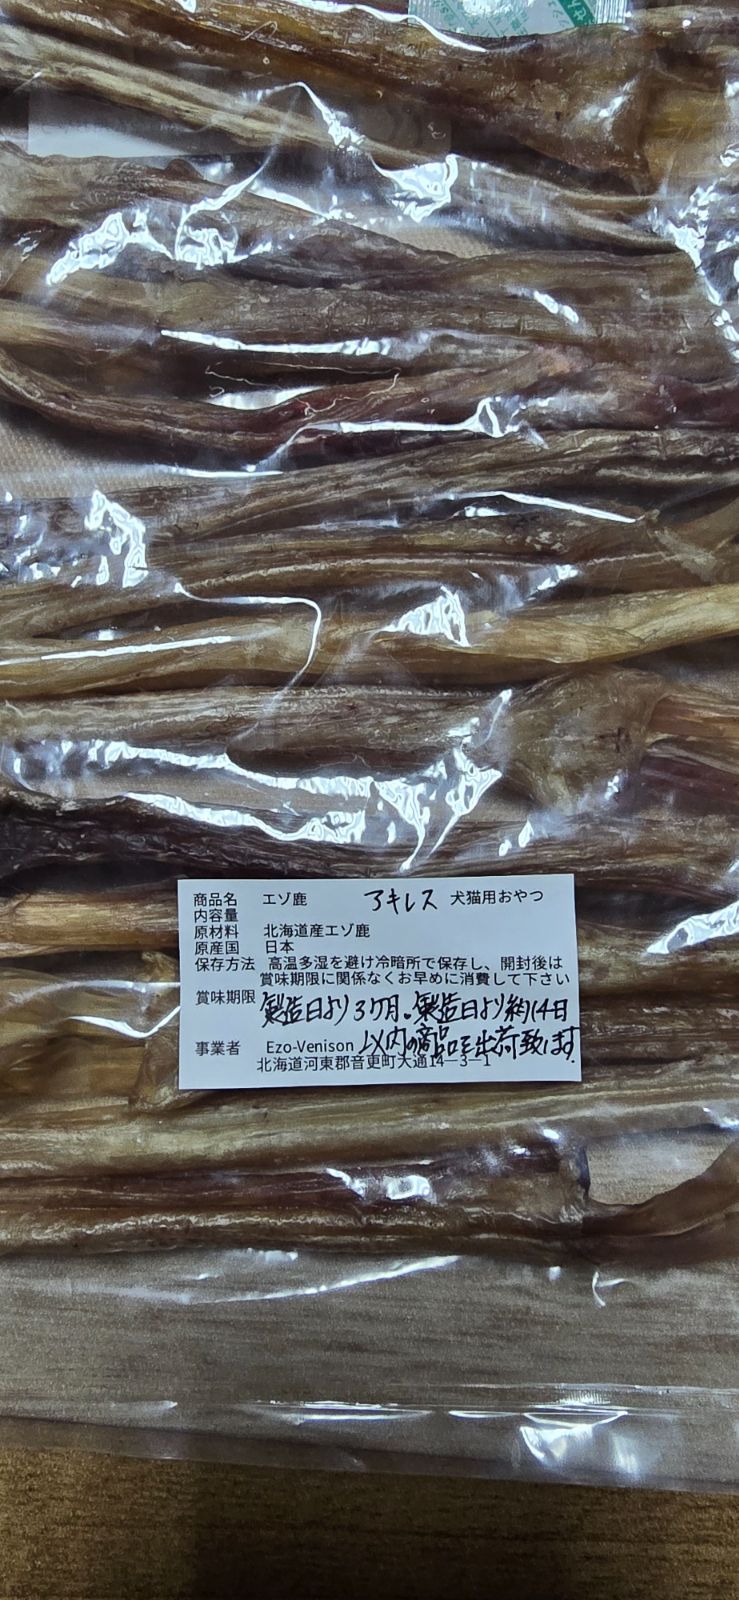 商品名 エゾ鹿 アキレス 犬猫用おやつ
内容量
原材料 北海道産エゾ鹿
原産国 日本
保存方法 高温多湿を避け冷暗所で保存し、開封後は
賞味期限に関係なくお早めに消費して下さい
賞味期限 製造日より3ヶ月。製造日より約14日
以内の商品を出荷致します
事業者 Ezo-Venison
北海道河東郡音更町大通14－3－1